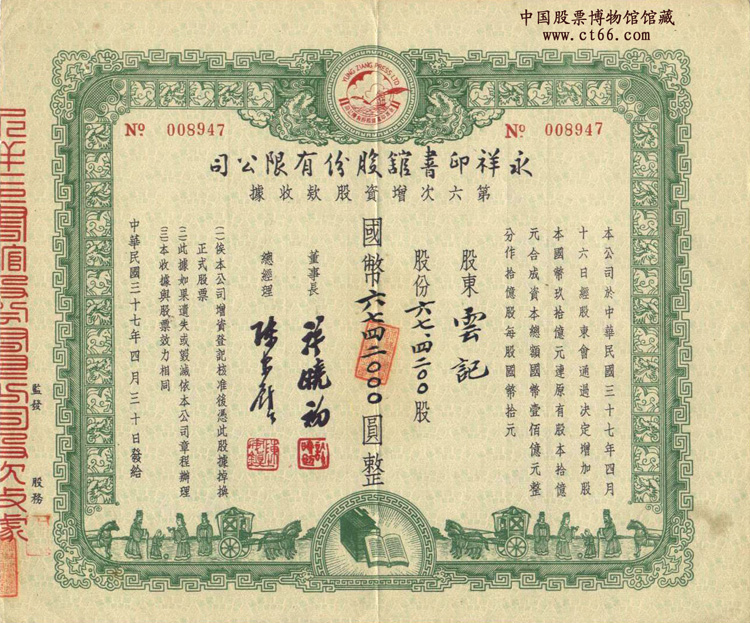 中国股票博物馆馆藏
www.ct66.com
YUNG ZIANG PRESS LTD.
Nº 008947
Nº 008947
永祥印書舘股份有限公司
第六次增資股欵收據
本公司於中華民國三十七年四月
十六日經股東會通過決定增加股
本國幣玖拾億元連原有股本拾億
元合成資本總額國幣壹佰億元整
分作拾億股每股國幣拾元
股東 雲記
股份六七四二〇〇股
國幣六七四二〇〇〇圓整
董事長
總經理
(一)俟本公司增資登記核准後憑此股據掉換
正式股票
(二)此據如果遺失或毀滅依本公司章程辦理
(三)本收據與股票效力相同
中華民國三十七年四月三十日發給
監發 股務